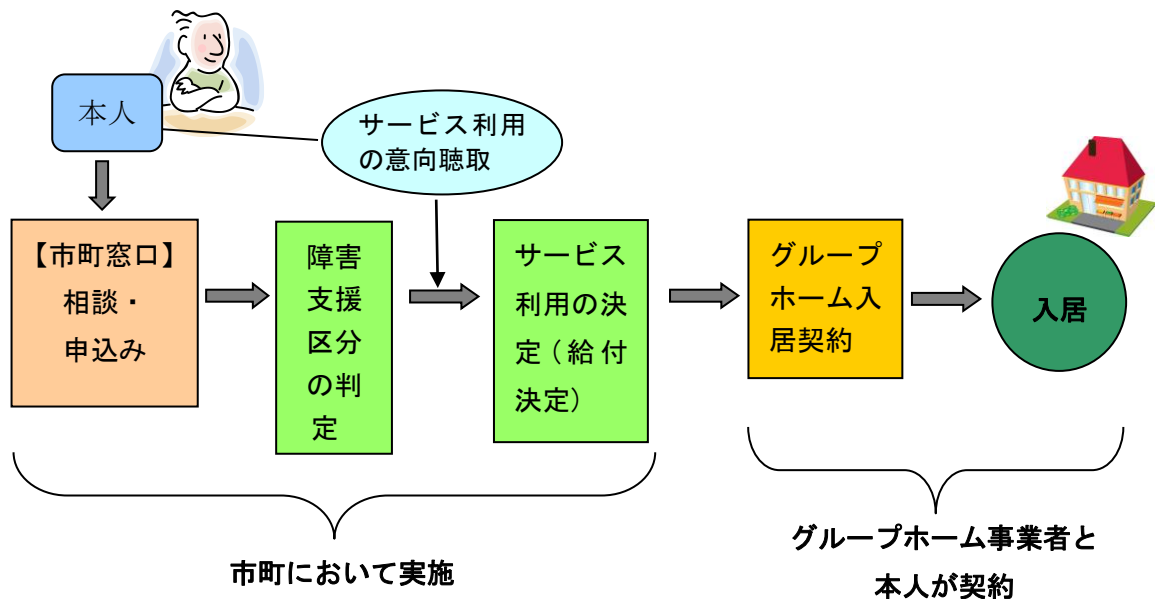 本人
サービス利用
の意向聴取
【市町窓口】
相談・
申込み
障害
支援
区分
の判
定
サービス
利用の決
定(給付
決定)
グループ
ホーム入
居契約
入居
市町において実施
グループホーム事業者と
本人が契約